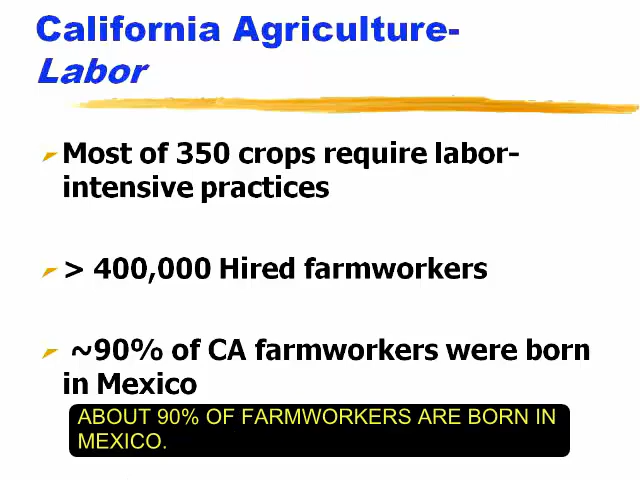 California Agriculture-
Labor
Most of 350 crops require labor-
intensive practices
> 400,000 Hired farmworkers
~90% of CA farmworkers were born
in Mexico
ABOUT 90% OF FARMWORKERS ARE BORN IN
MEXICO.